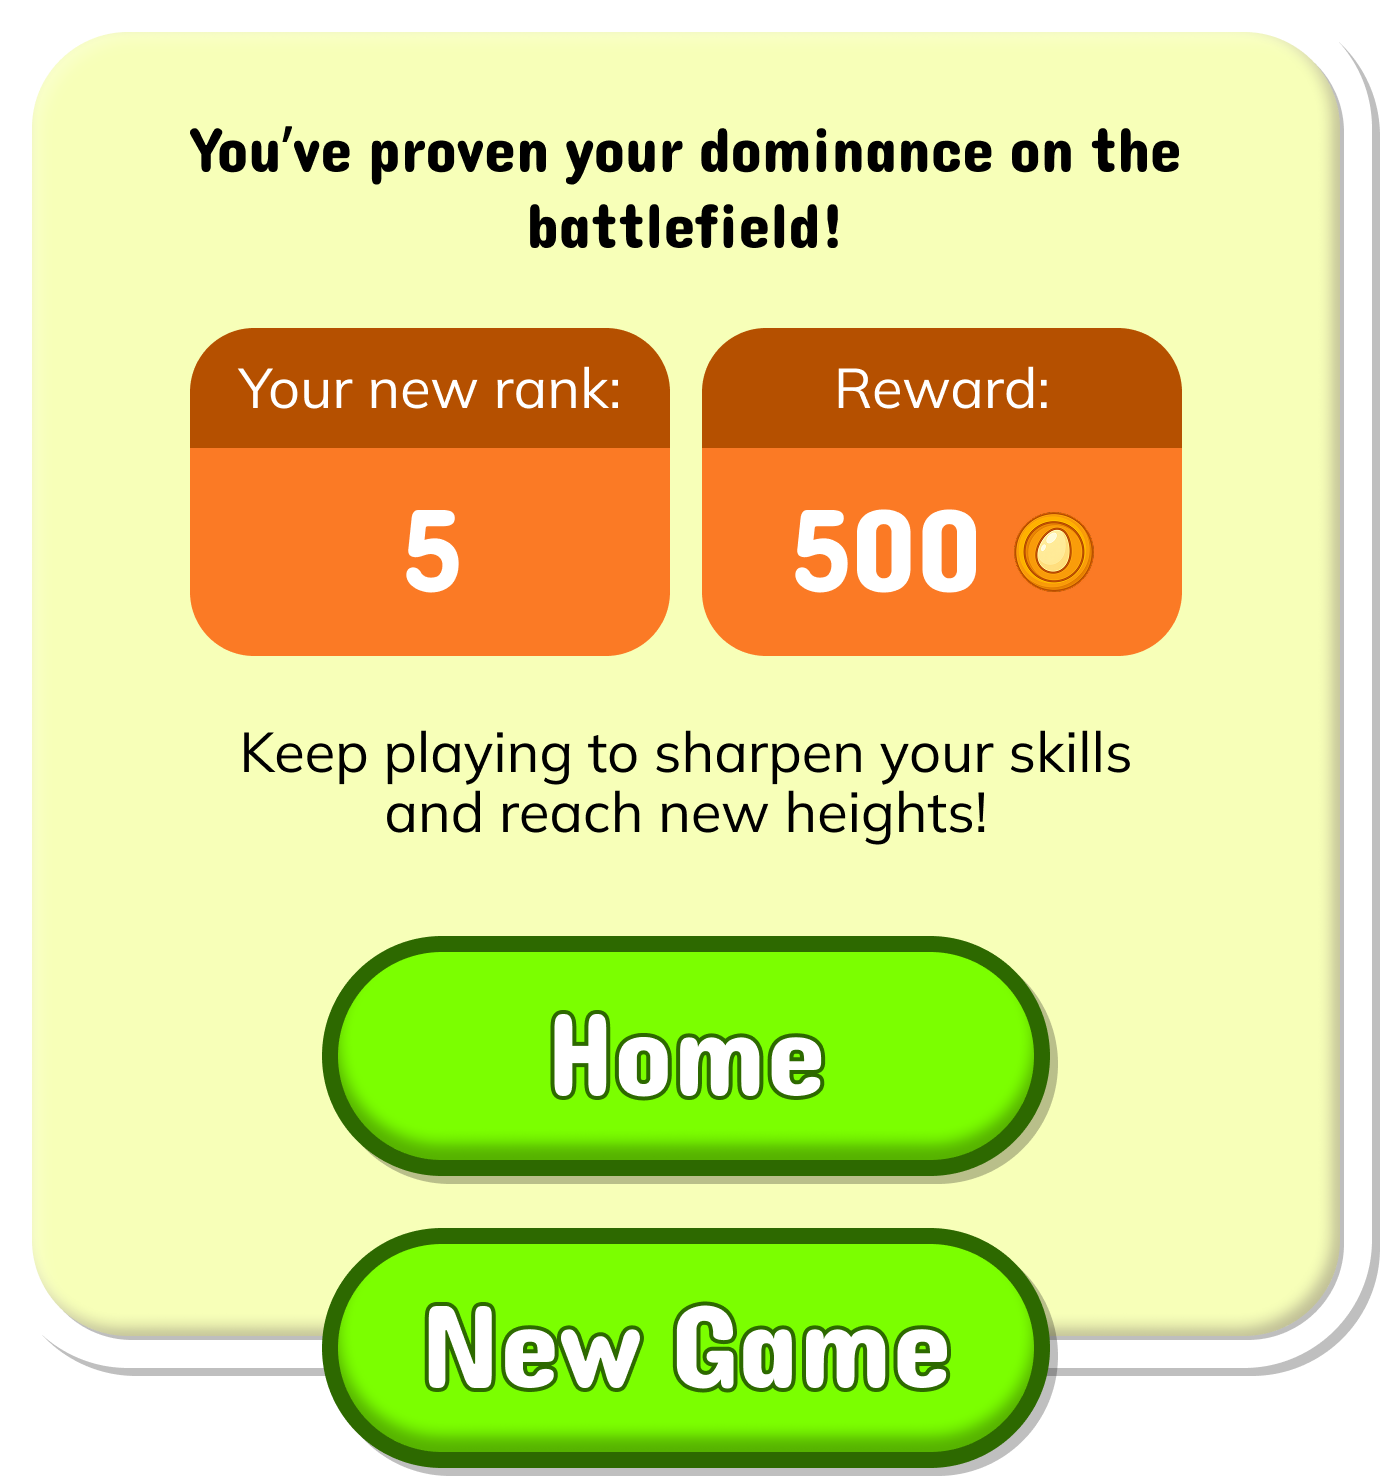 You've proven your dominance on the
battlefield!
Your new rank:
Reward:
5
500
Keep playing to sharpen your skills
and reach new heights!
Home
New Game